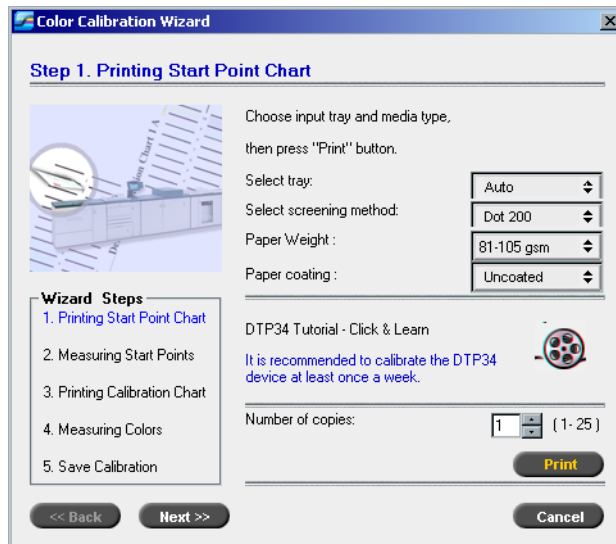 Color Calibration Wizard
Step 1. Printing Start Point Chart
Choose input tray and media type,
then press "Print" button.
Select tray:
Auto
Select screening method:
Dot 200
Paper Weight :
81-105 gsm
Paper coating :
Uncoated
Chart 1A
Wizard Steps
1. Printing Start Point Chart
2. Measuring Start Points
3. Printing Calibration Chart
4. Measuring Colors
5. Save Calibration
DTP34 Tutorial - Click & Learn
It is recommended to calibrate the DTP34
device at least once a week.
Number of copies:
1
( 1- 25 )
Print
<< Back
Next >>
Cancel